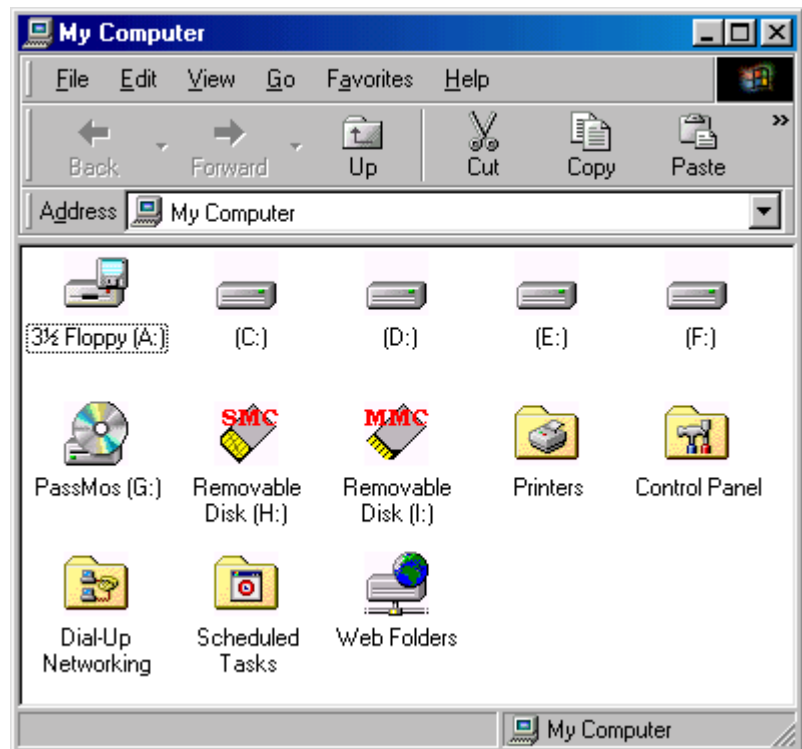 My Computer
File Edit View Go Favorites Help
Back Forward Up Cut Copy Paste »
Address My Computer
3½ Floppy (A:) (C:) (D:) (E:) (F:)
SMC MMC
PassMos (G:) Removable Disk (H:) Removable Disk (I:) Printers Control Panel
Dial-Up Networking Scheduled Tasks Web Folders
My Computer